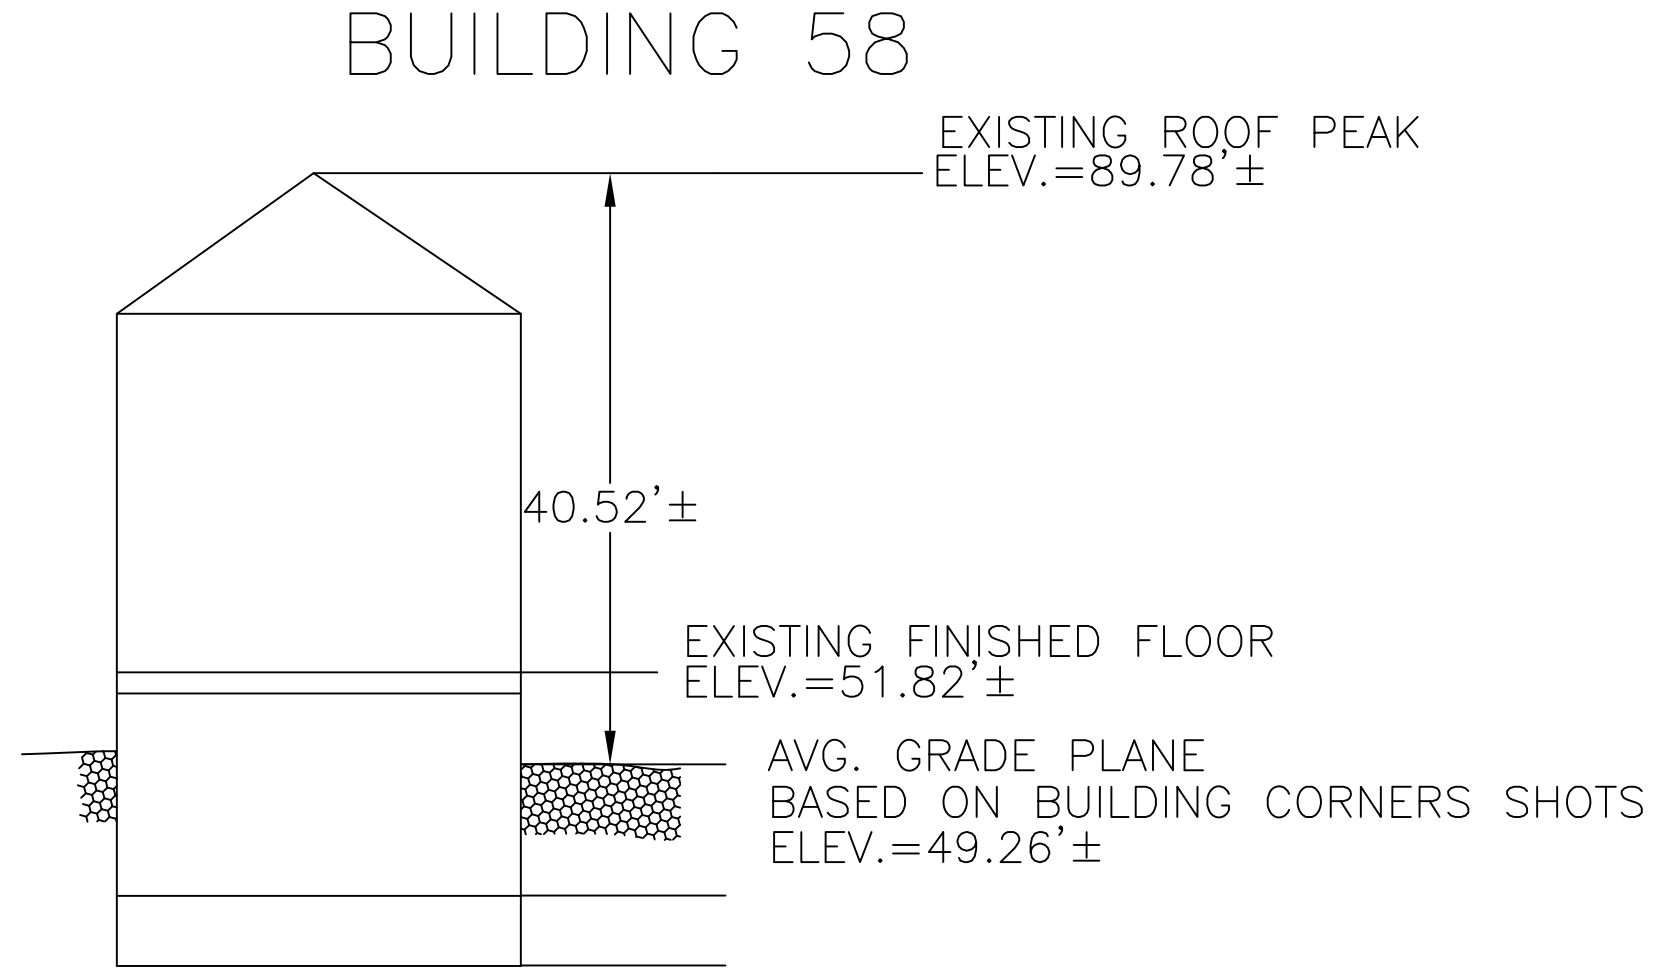 BUILDING 58
EXISTING ROOF PEAK
ELEV.=89.78'±
40.52'±
EXISTING FINISHED FLOOR
ELEV.=51.82'±
AVG. GRADE PLANE
BASED ON BUILDING CORNERS SHOTS
ELEV.=49.26'±